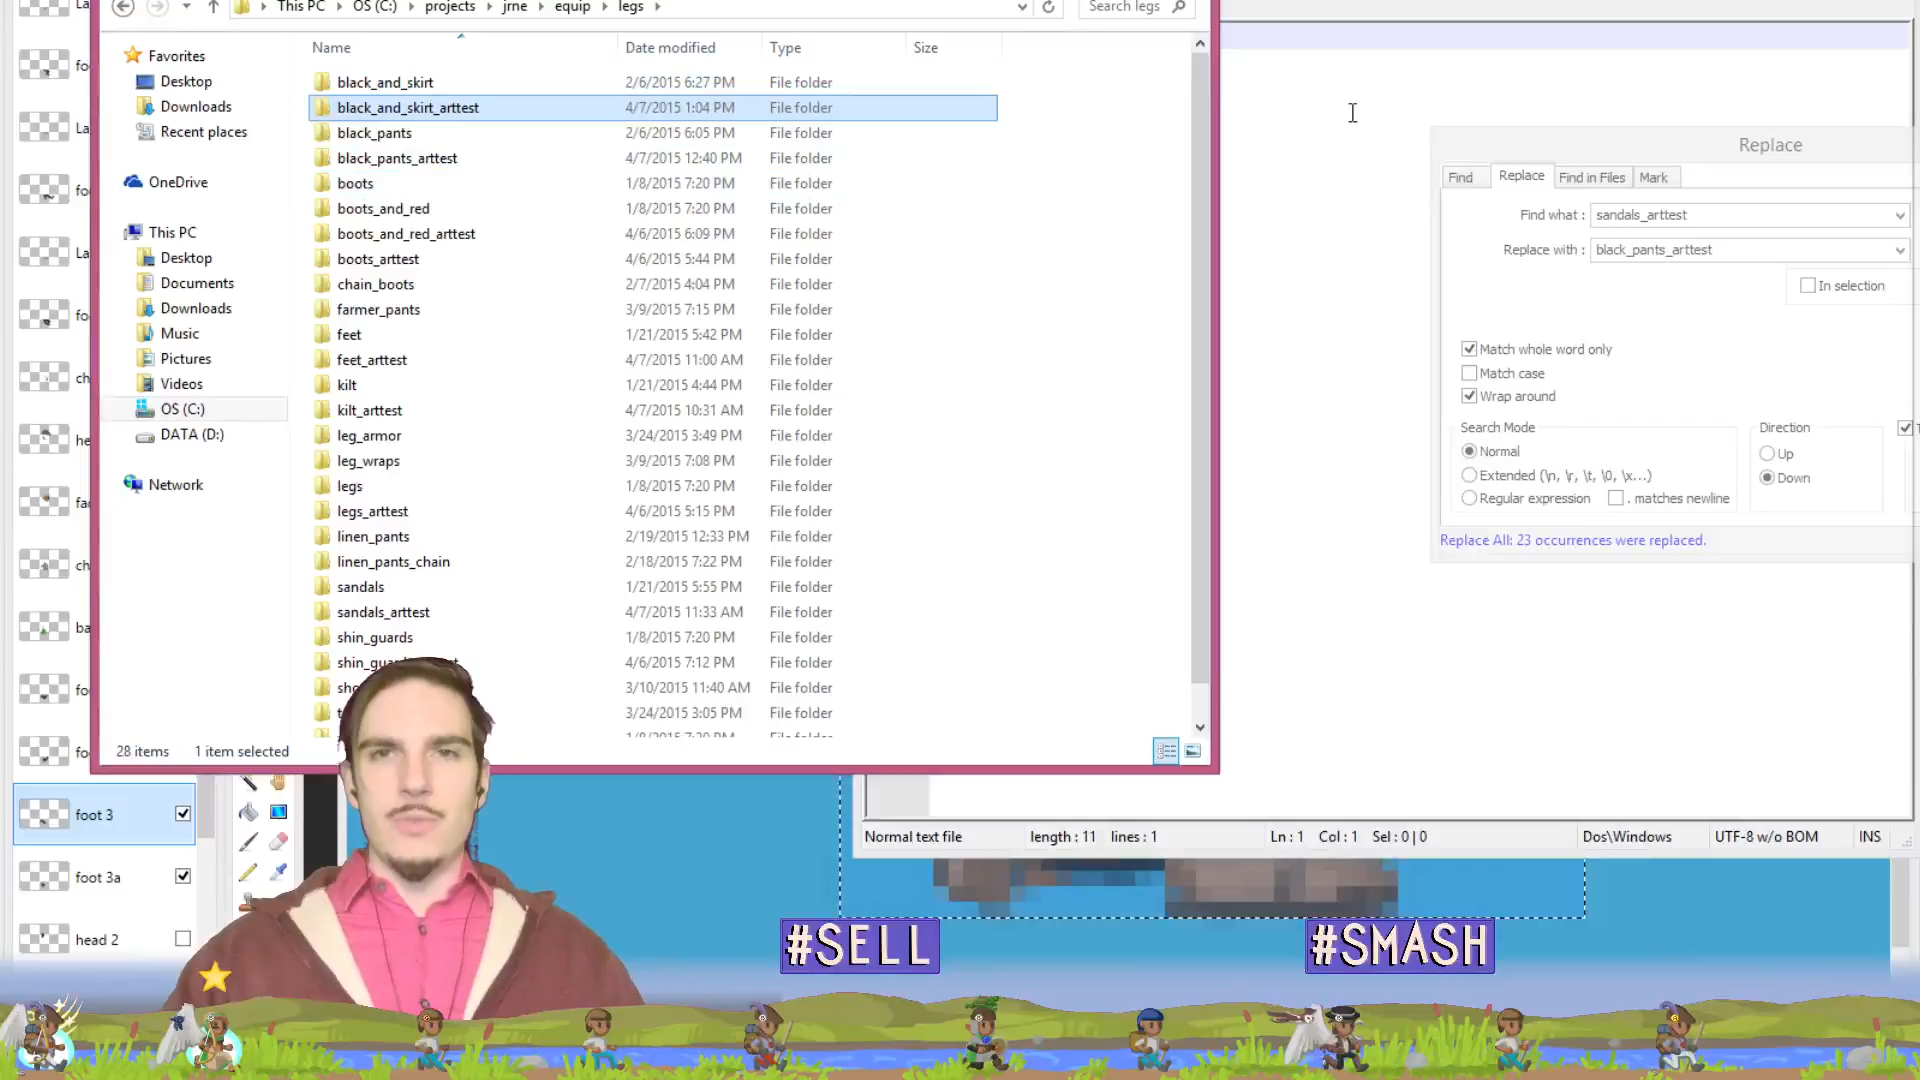 This PC OS (C:) projects jrne equip legs
Search legs
Name Date modified Type Size
Favorites
Desktop
Downloads
Recent places
OneDrive
This PC
Desktop
Documents
Downloads
Music
Pictures
Videos
OS (C:)
DATA (D:)
Network
black_and_skirt 2/6/2015 6:27 PM File folder
black_and_skirt_arttest 4/7/2015 1:04 PM File folder
black_pants 2/6/2015 6:05 PM File folder
black_pants_arttest 4/7/2015 12:40 PM File folder
boots 1/8/2015 7:20 PM File folder
boots_and_red 1/8/2015 7:20 PM File folder
boots_and_red_arttest 4/6/2015 6:09 PM File folder
boots_arttest 4/6/2015 5:44 PM File folder
chain_boots 2/7/2015 4:04 PM File folder
farmer_pants 3/9/2015 7:15 PM File folder
feet 1/21/2015 5:42 PM File folder
feet_arttest 4/7/2015 11:00 AM File folder
kilt 1/21/2015 4:44 PM File folder
kilt_arttest 4/7/2015 10:31 AM File folder
leg_armor 3/24/2015 3:49 PM File folder
leg_wraps 3/9/2015 7:08 PM File folder
legs 1/8/2015 7:20 PM File folder
legs_arttest 4/6/2015 5:15 PM File folder
linen_pants 2/19/2015 12:33 PM File folder
linen_pants_chain 2/18/2015 7:22 PM File folder
sandals 1/21/2015 5:55 PM File folder
sandals_arttest 4/7/2015 11:33 AM File folder
shin_guards 1/8/2015 7:20 PM File folder
shin_gu 4/6/2015 7:12 PM File folder
sho 3/10/2015 11:40 AM File folder
t 3/24/2015 3:05 PM File folder
28 items 1 item selected
La
fo
La
fo
La
fo
ch
he
fac
ch
ba
fo
fo
foot 3
foot 3a
head 2
Replace
Find Replace Find in Files Mark
Find what : sandals_arttest
Replace with : black_pants_arttest
In selection
Match whole word only
Match case
Wrap around
Search Mode
Normal
Extended (\n, \r, \t, \0, \x...)
Regular expression . matches newline
Direction
Up
Down
Replace All: 23 occurrences were replaced.
Normal text file length : 11 lines : 1 Ln : 1 Col : 1 Sel : 0 | 0 Dos\Windows UTF-8 w/o BOM INS
#SELL
#SMASH